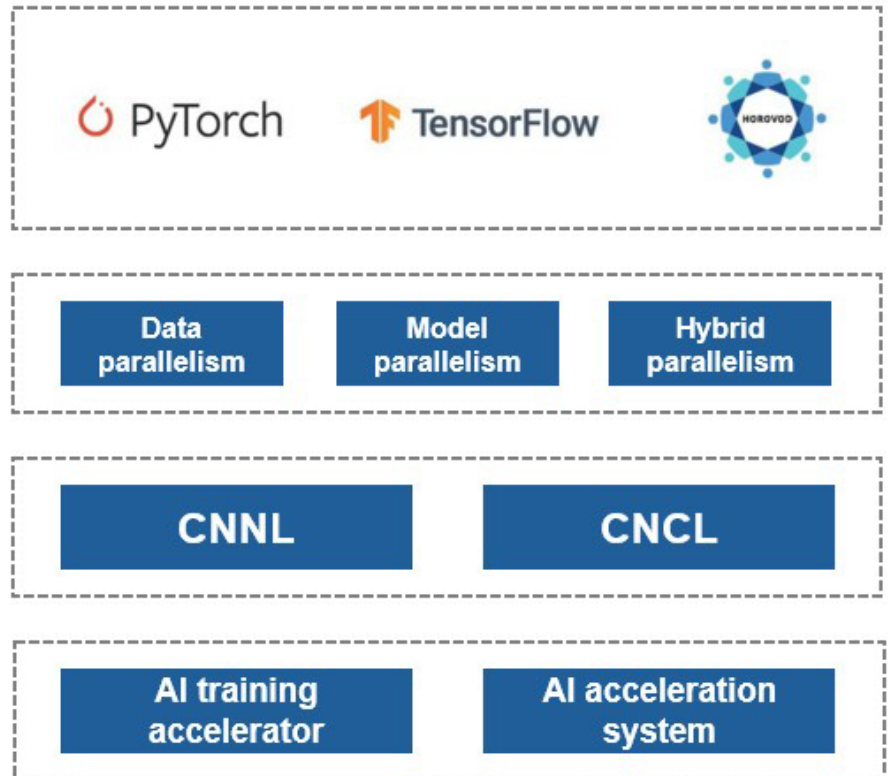 PyTorch
TensorFlow
HOROVOD
Data
parallelism
Model
parallelism
Hybrid
parallelism
CNNL
CNCL
AI training
accelerator
AI acceleration
system